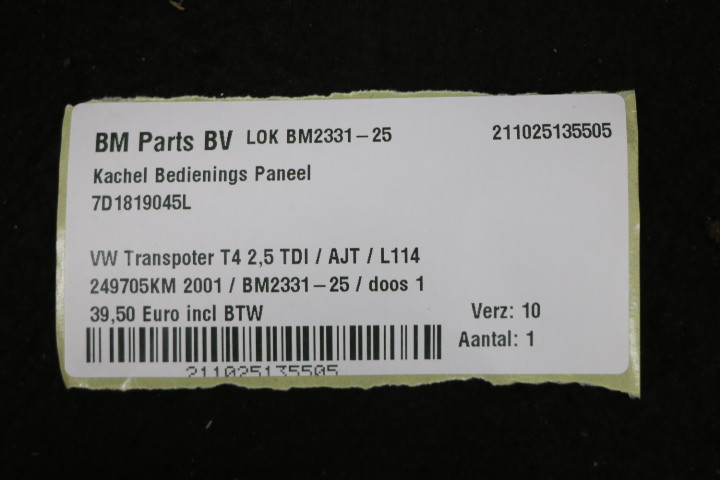 BM Parts BV LOK BM2331-25 211025135505
Kachel Bedienings Paneel
7D1819045L
VW Transpoter T4 2,5 TDI / AJT / L114
249705KM 2001 / BM2331-25 / doos 1
39,50 Euro incl BTW Verz: 10
Aantal: 1
211025135505